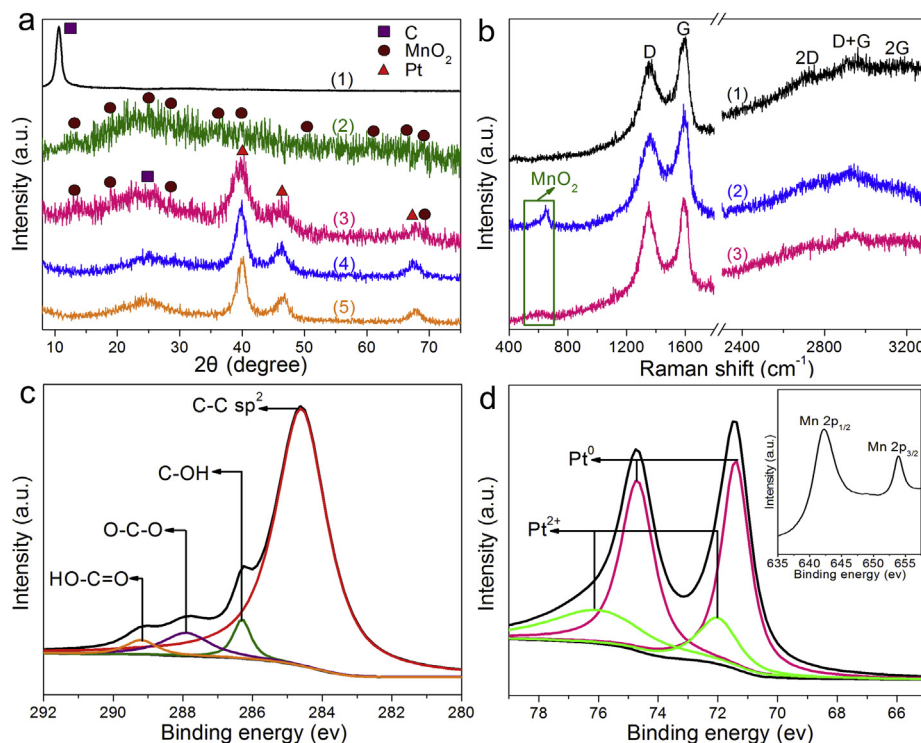 a
C
MnO2
Pt
(1)
(2)
(3)
(4)
(5)
Intensity (a.u.)
10 20 30 40 50 60 70
2θ (degree)
b
D
G
2D
D+G
2G
(1)
MnO2
(2)
(3)
Intensity (a.u.)
400 800 1200 1600 2400 2800 3200
Raman shift (cm-1)
c
C-C sp2
C-OH
O-C-O
HO-C=O
Intensity (a.u.)
292 290 288 286 284 282 280
Binding energy (ev)
d
Pt0
Pt2+
Intensity (a.u.)
78 76 74 72 70 68 66
Binding energy (ev)
Mn 2p1/2
Mn 2p3/2
Intensity (a.u.)
635 640 645 650 655
Binding energy (ev)